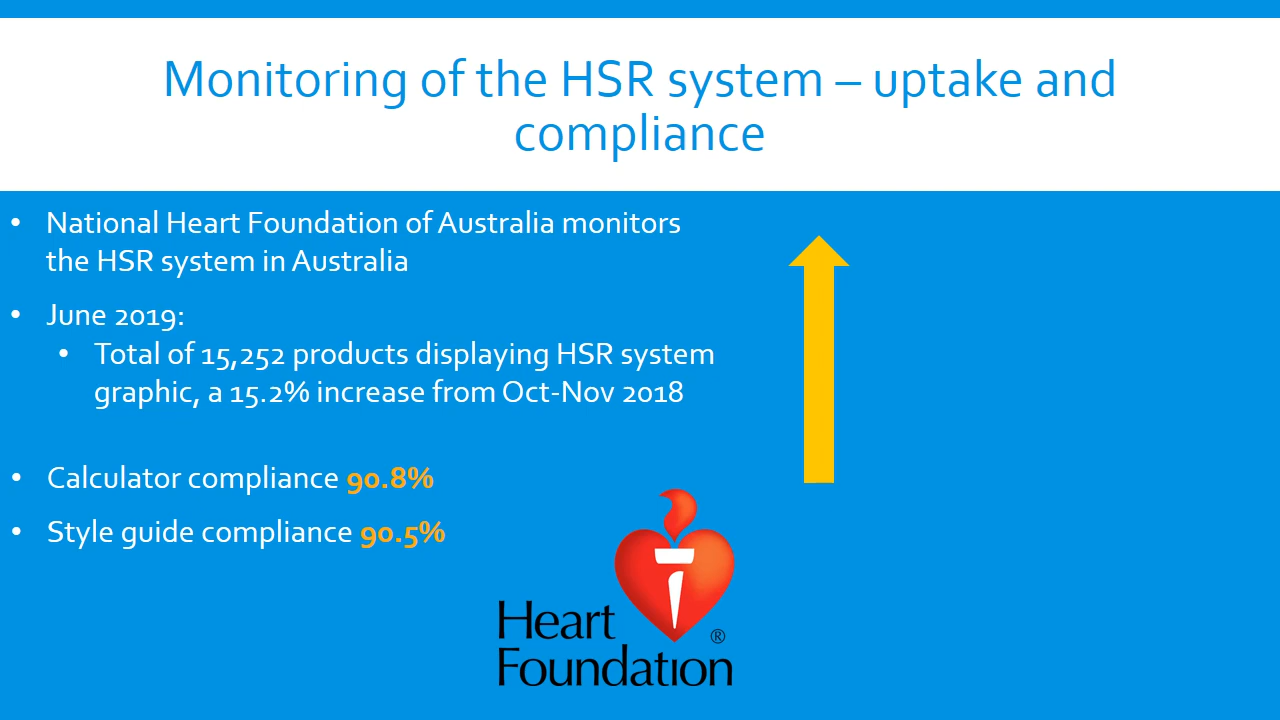 Monitoring of the HSR system – uptake and
compliance
• National Heart Foundation of Australia monitors
the HSR system in Australia
• June 2019:
• Total of 15,252 products displaying HSR system
graphic, a 15.2% increase from Oct-Nov 2018
• Calculator compliance 90.8%
• Style guide compliance 90.5%
Heart
Foundation ®